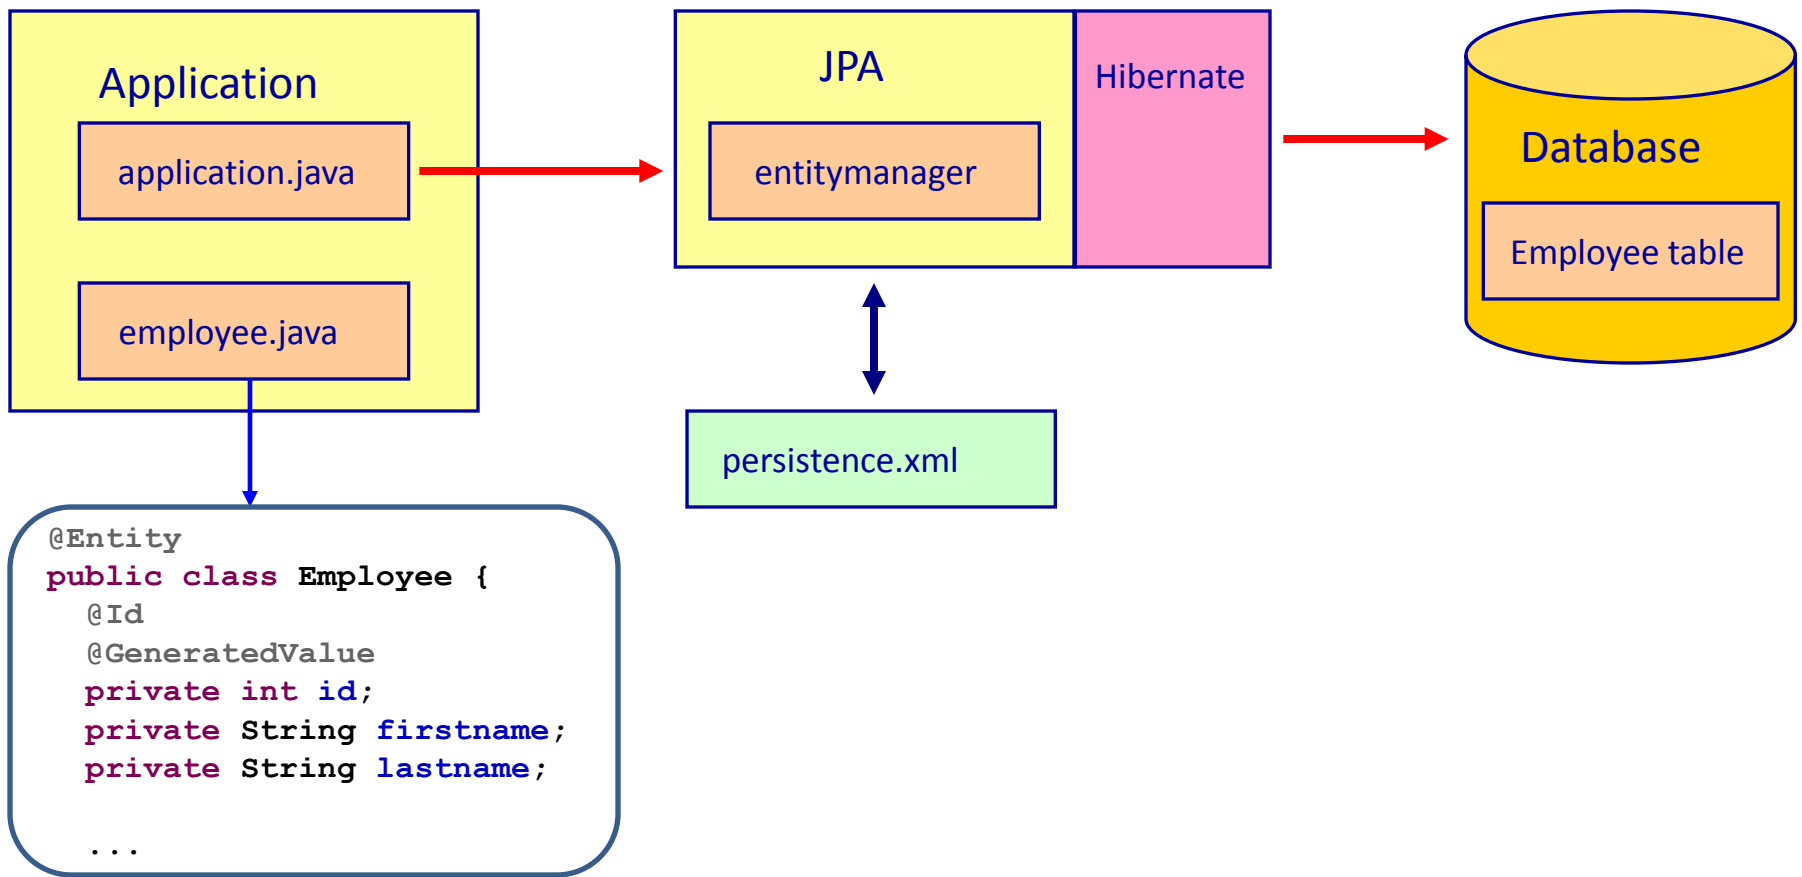 Application
application.java
employee.java
JPA
entitymanager
Hibernate
persistence.xml
Database
Employee table
@Entity
public class Employee {
@Id
@GeneratedValue
private int id;
private String firstname;
private String lastname;
...